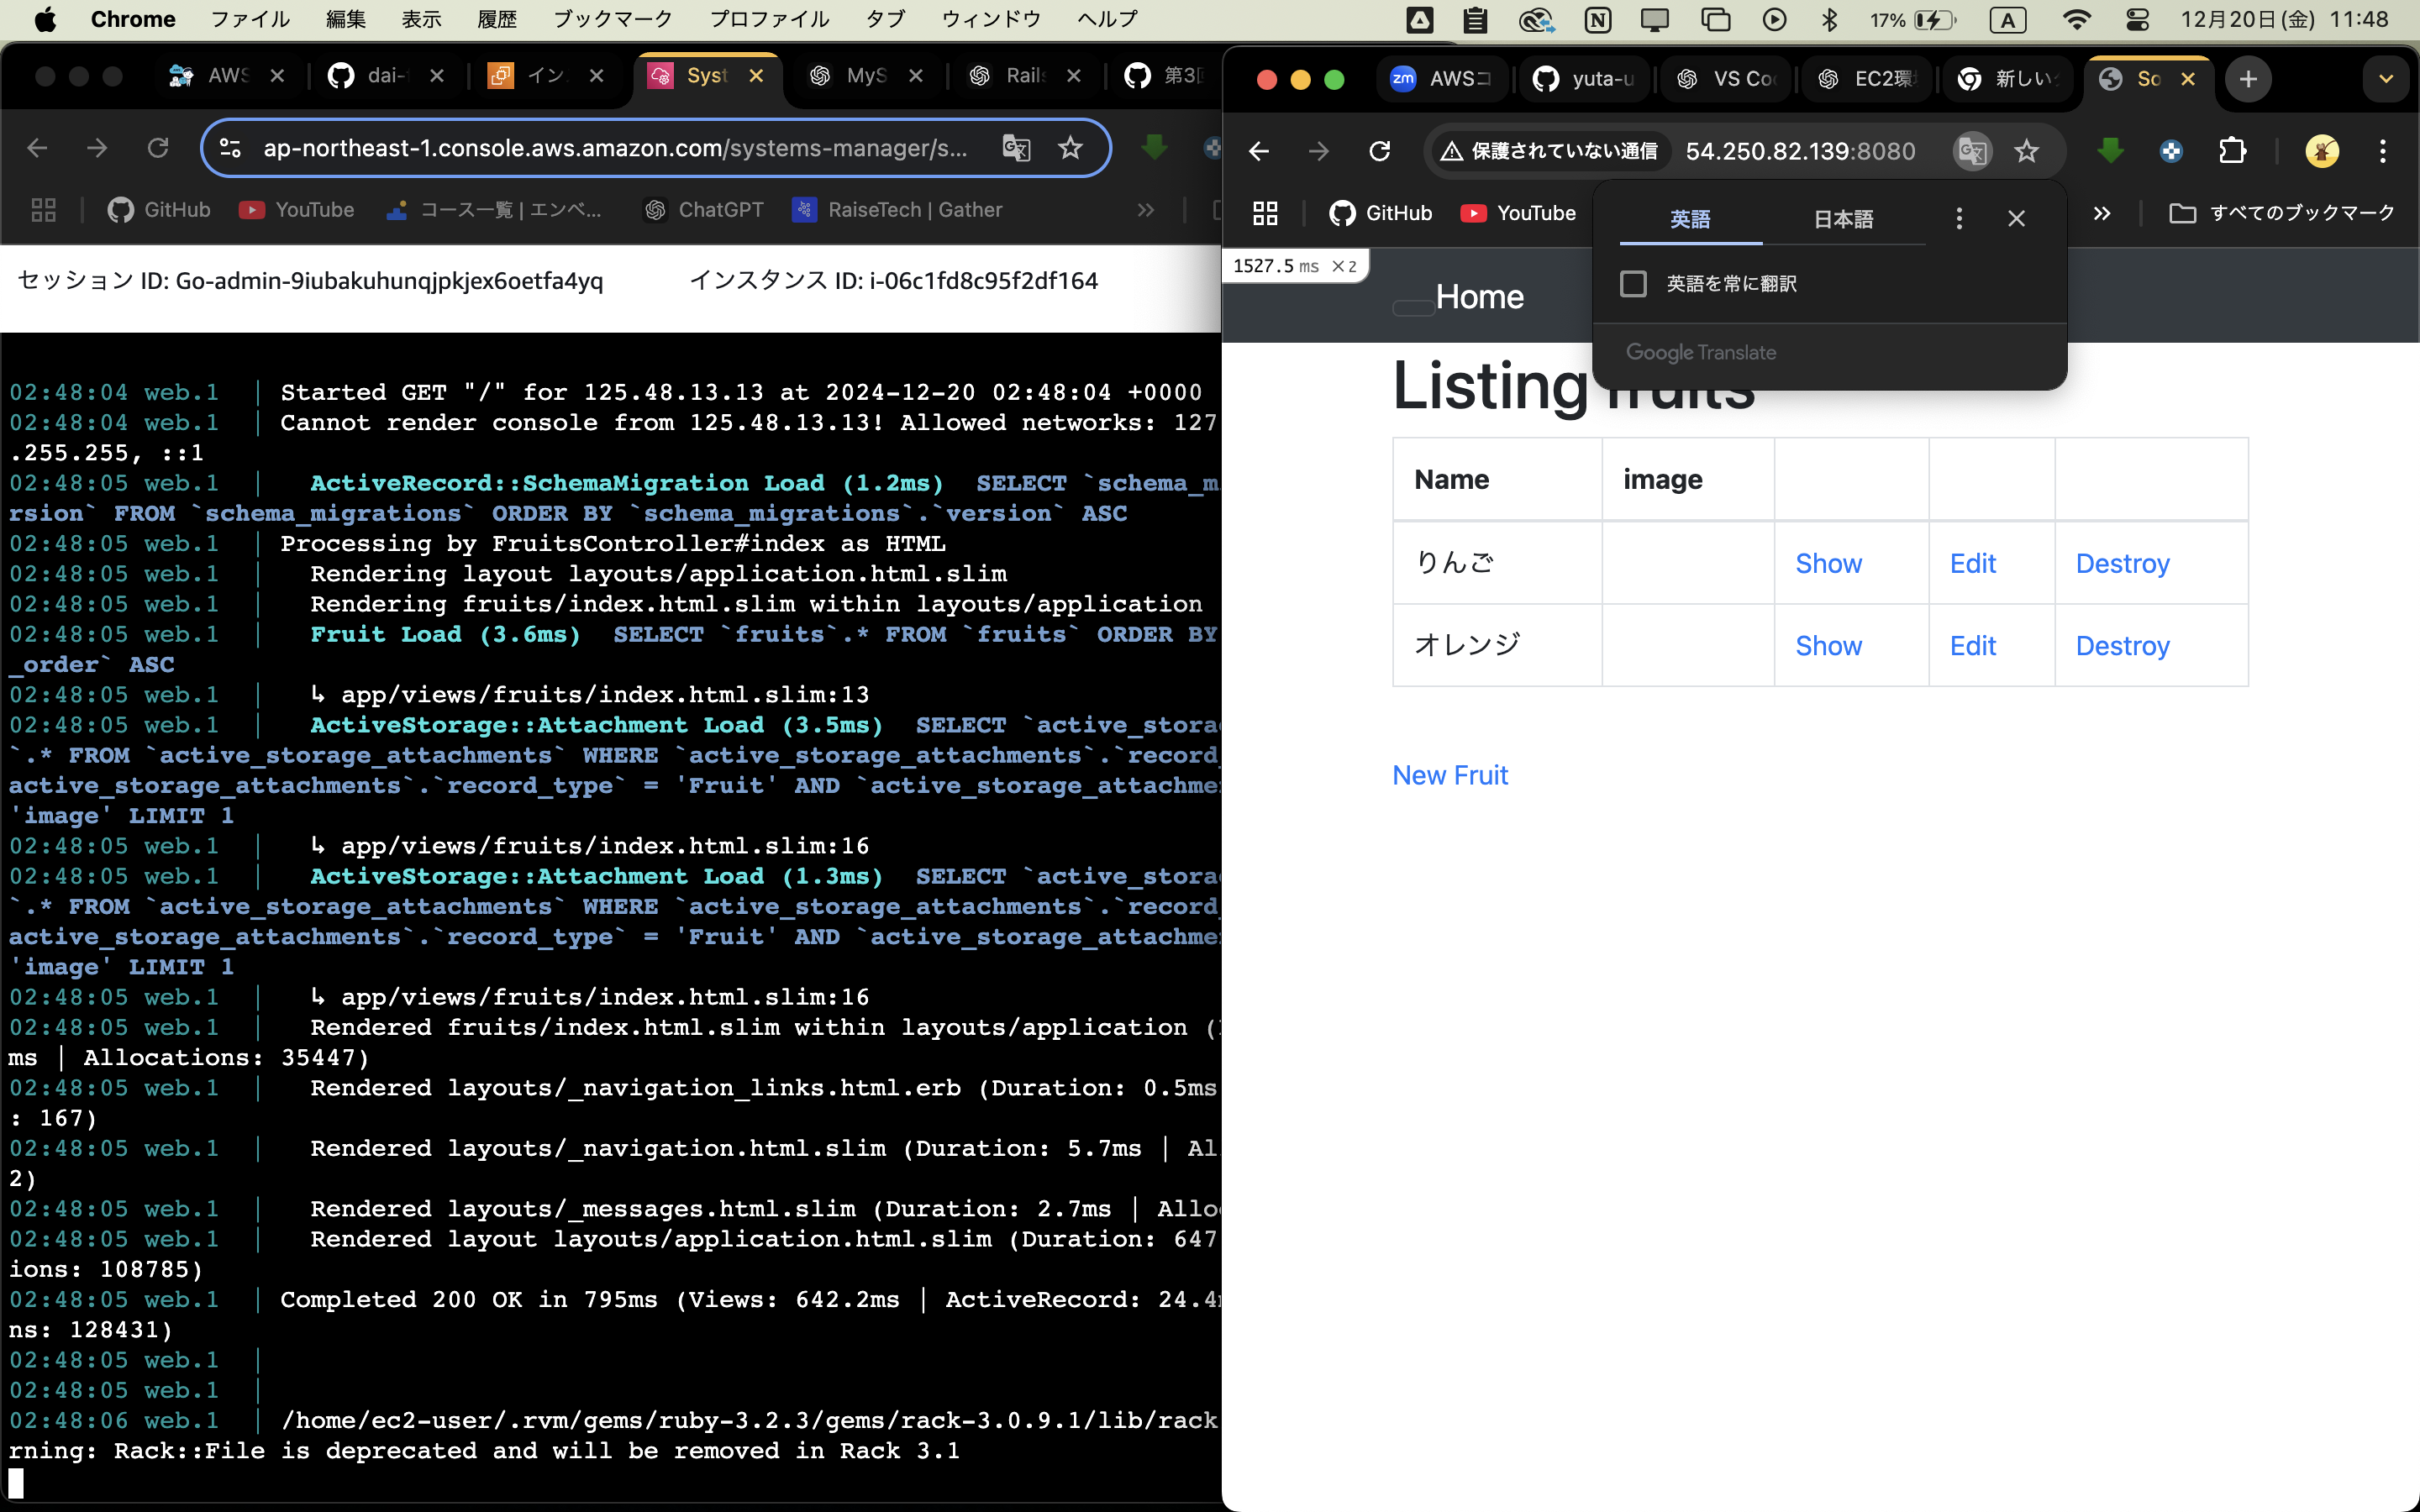 Chrome ファイル 編集 表示 履歴 ブックマーク プロファイル タブ ウィンドウ ヘルプ 17% A 12月20日(金) 11:48
AWS dai- イン Syst MyS Rails 第3回
ap-northeast-1.console.aws.amazon.com/systems-manager/s...
GitHub YouTube コース一覧 | エンベ... ChatGPT RaiseTech | Gather »
セッション ID: Go-admin-9iubakuhunqjpkjex6oetfa4yq インスタンス ID: i-06c1fd8c95f2df164
02:48:04 web.1 | Started GET "/" for 125.48.13.13 at 2024-12-20 02:48:04 +0000
02:48:04 web.1 | Cannot render console from 125.48.13.13! Allowed networks: 127
.255.255, ::1
02:48:05 web.1 | ActiveRecord::SchemaMigration Load (1.2ms) SELECT `schema_m
rsion` FROM `schema_migrations` ORDER BY `schema_migrations`.`version` ASC
02:48:05 web.1 | Processing by FruitsController#index as HTML
02:48:05 web.1 | Rendering layout layouts/application.html.slim
02:48:05 web.1 | Rendering fruits/index.html.slim within layouts/application
02:48:05 web.1 | Fruit Load (3.6ms) SELECT `fruits`.* FROM `fruits` ORDER BY
_order` ASC
02:48:05 web.1 | ↳ app/views/fruits/index.html.slim:13
02:48:05 web.1 | ActiveStorage::Attachment Load (3.5ms) SELECT `active_stora
`.* FROM `active_storage_attachments` WHERE `active_storage_attachments`.`record
active_storage_attachments`.`record_type` = 'Fruit' AND `active_storage_attachme
'image' LIMIT 1
02:48:05 web.1 | ↳ app/views/fruits/index.html.slim:16
02:48:05 web.1 | ActiveStorage::Attachment Load (1.3ms) SELECT `active_stora
`.* FROM `active_storage_attachments` WHERE `active_storage_attachments`.`record
active_storage_attachments`.`record_type` = 'Fruit' AND `active_storage_attachme
'image' LIMIT 1
02:48:05 web.1 | ↳ app/views/fruits/index.html.slim:16
02:48:05 web.1 | Rendered fruits/index.html.slim within layouts/application (
ms | Allocations: 35447)
02:48:05 web.1 | Rendered layouts/_navigation_links.html.erb (Duration: 0.5ms
: 167)
02:48:05 web.1 | Rendered layouts/_navigation.html.slim (Duration: 5.7ms | Al
2)
02:48:05 web.1 | Rendered layouts/_messages.html.slim (Duration: 2.7ms | Allo
02:48:05 web.1 | Rendered layout layouts/application.html.slim (Duration: 647
ions: 108785)
02:48:05 web.1 | Completed 200 OK in 795ms (Views: 642.2ms | ActiveRecord: 24.4
ns: 128431)
02:48:05 web.1 |
02:48:05 web.1 |
02:48:06 web.1 | /home/ec2-user/.rvm/gems/ruby-3.2.3/gems/rack-3.0.9.1/lib/rack
rning: Rack::File is deprecated and will be removed in Rack 3.1
zm AWSコ yuta-u VS Co EC2環 新しい So
保護されていない通信 54.250.82.139:8080
GitHub YouTube » すべてのブックマーク
英語 日本語
英語を常に翻訳
Google Translate
1527.5 ms ×2
Home
Listing fruits
Name image
りんご Show Edit Destroy
オレンジ Show Edit Destroy
New Fruit